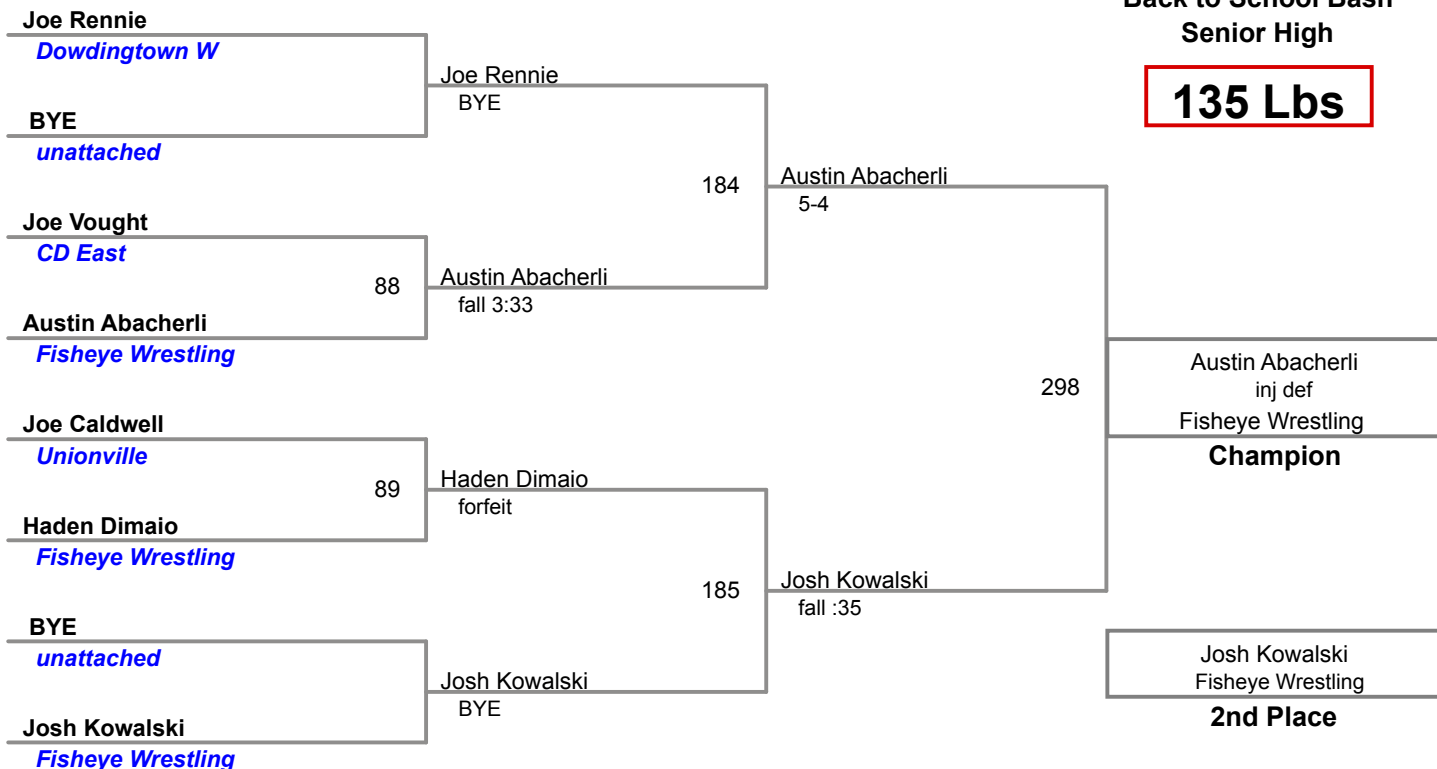 Back to School Bash
Senior High
135 Lbs
Joe Rennie
Dowdingtown W
BYE
unattached
Joe Vought
CD East
Austin Abacherli
Fisheye Wrestling
Joe Caldwell
Unionville
Haden Dimaio
Fisheye Wrestling
BYE
unattached
Josh Kowalski
Fisheye Wrestling
88
89
Joe Rennie
BYE
Austin Abacherli
fall 3:33
Haden Dimaio
forfeit
Josh Kowalski
BYE
184
185
Austin Abacherli
5-4
Josh Kowalski
fall :35
298
Austin Abacherli
inj def
Fisheye Wrestling
Champion
Josh Kowalski
Fisheye Wrestling
2nd Place